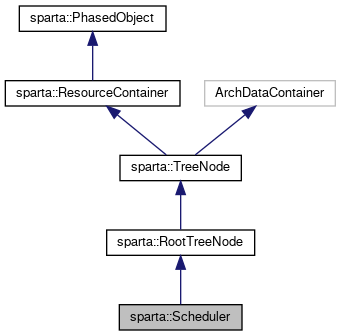 sparta::PhasedObject
sparta::ResourceContainer
ArchDataContainer
sparta::TreeNode
sparta::RootTreeNode
sparta::Scheduler